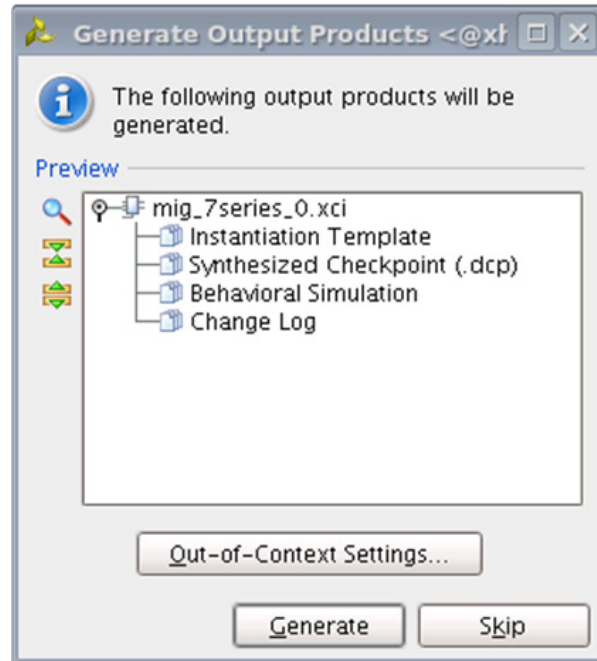 Generate Output Products <@xł
The following output products will be
generated.
Preview
mig_7series_0.xci
Instantiation Template
Synthesized Checkpoint (.dcp)
Behavioral Simulation
Change Log
Out-of-Context Settings...
Generate
Skip